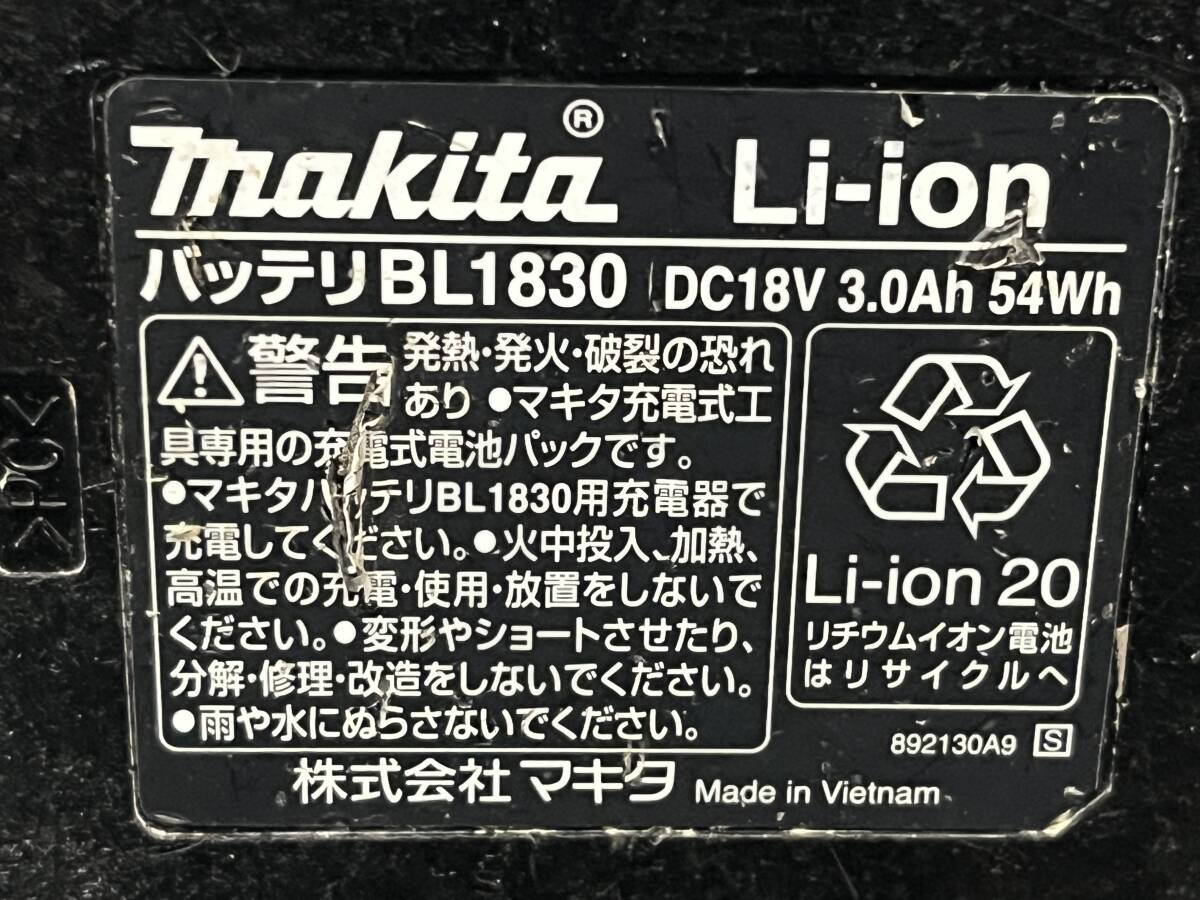 makita® Li-ion
バッテリBL1830 DC18V 3.0Ah 54Wh
警告 発熱・発火・破裂の恐れ
あり ●マキタ充電式工
具専用の充電式電池パックです。
●マキタバッテリBL1830用充電器で
充電してください。●火中投入、加熱、
高温での充電・使用・放置をしないで
ください。●変形やショートさせたり、
分解・修理・改造をしないでください。
●雨や水にぬらさないでください。
Li-ion 20
リチウムイオン電池
はリサイクルへ
892130A9 S
株式会社マキタ Made in Vietnam
>PC<